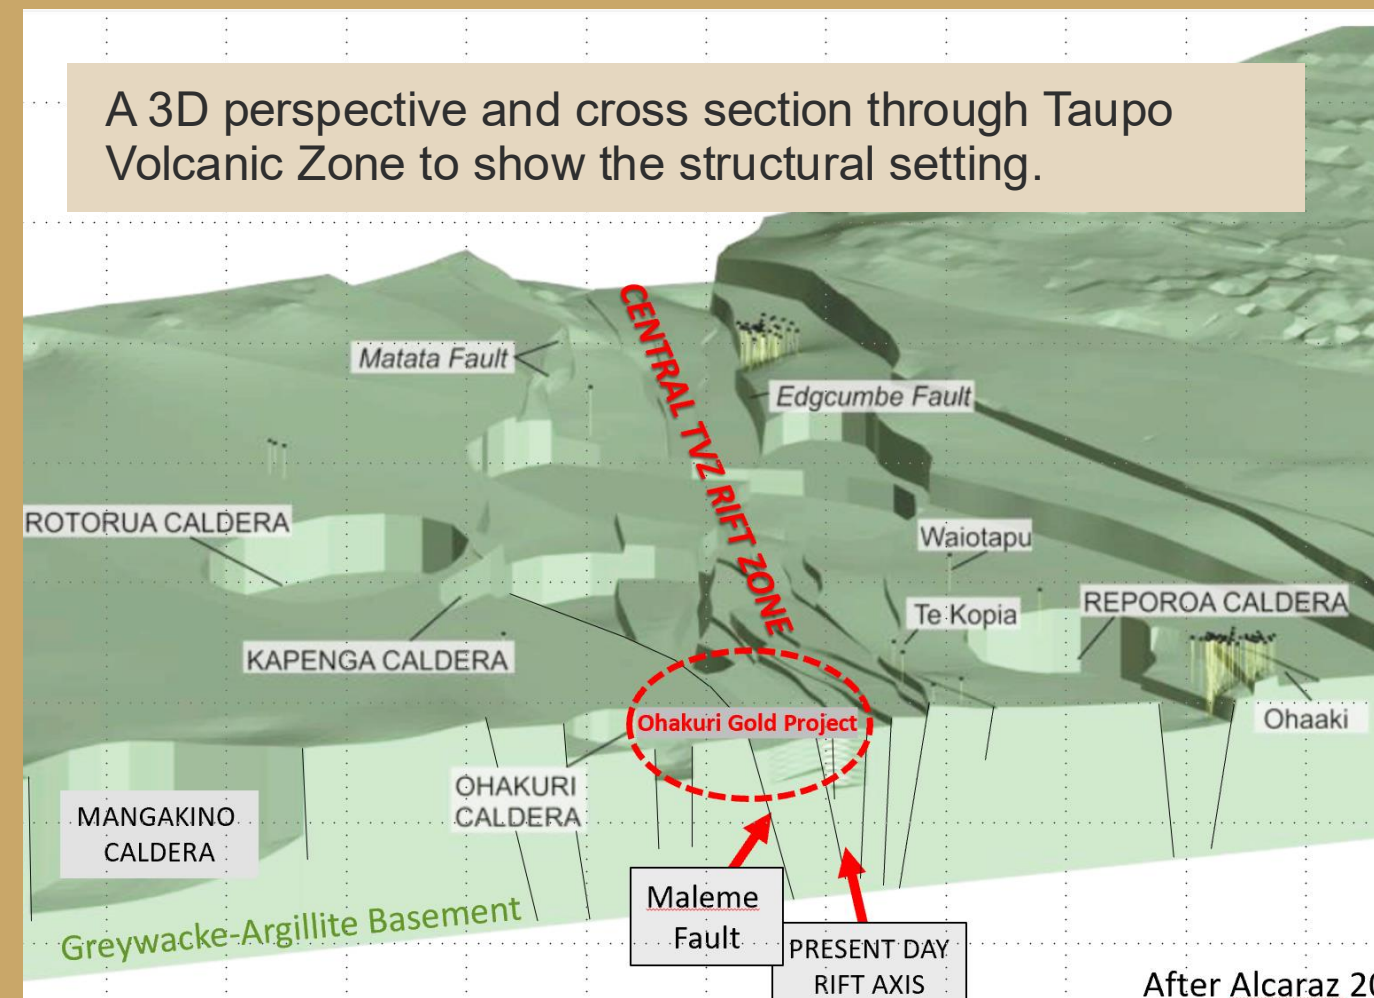 A 3D perspective and cross section through Taupo
Volcanic Zone to show the structural setting.
CENTRAL TVZ RIFT ZONE
Matata Fault
Edgcumbe Fault
ROTORUA CALDERA
Waiotapu
Te Kopia
REPOROA CALDERA
KAPENGA CALDERA
Ohakuri Gold Project
Ohaaki
OHAKURI
CALDERA
MANGAKINO
CALDERA
Maleme
Fault
Greywacke-Argillite Basement
PRESENT DAY
RIFT AXIS
After Alcaraz